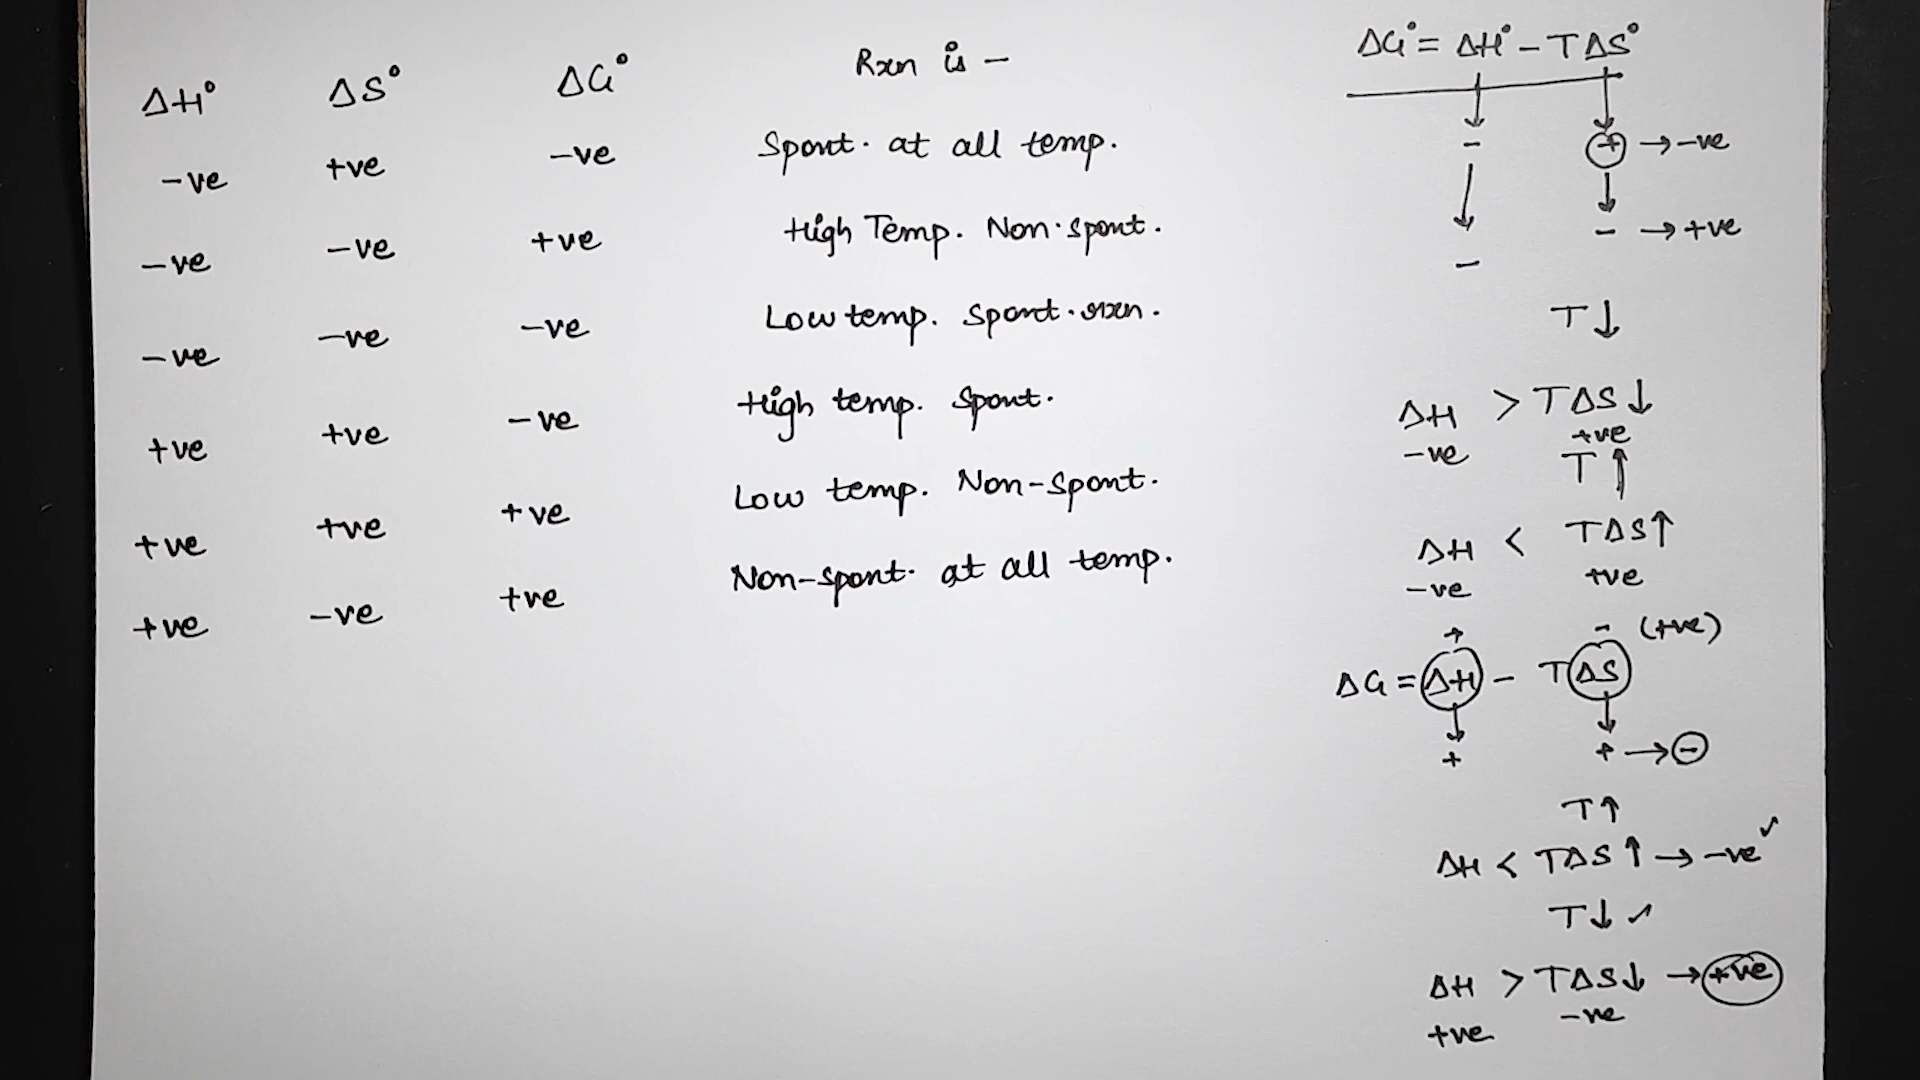 ΔH° ΔS° ΔG° Rxn is –
-ve +ve -ve Spont. at all temp.
-ve -ve +ve High Temp. Non-spont.
-ve -ve -ve Low temp. Spont. rxn.
+ve +ve -ve High temp. Spont.
+ve +ve +ve Low temp. Non-spont.
+ve -ve +ve Non-spont. at all temp.
ΔG° = ΔH° - TΔS°
↓ ↓
- + → -ve
↓ ↓
- - → +ve
T↓
ΔH > TΔS↓
-ve +ve
T↑
ΔH < TΔS↑
-ve +ve
+ - (+ve)
ΔG = ΔH - TΔS
↓ ↓
+ + → -
T↑
ΔH < TΔS↑ → -ve ✓
T↓ ✓
ΔH > TΔS↓ → +ve
+ve -ve